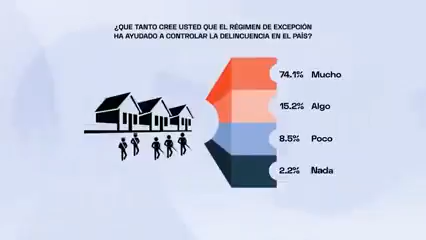 ¿QUE TANTO CREE USTED QUE EL RÉGIMEN DE EXCEPCIÓN
HA AYUDADO A CONTROLAR LA DELINCUENCIA EN EL PAÍS?
74.1% Mucho
15.2% Algo
8.5% Poco
2.2% Nada